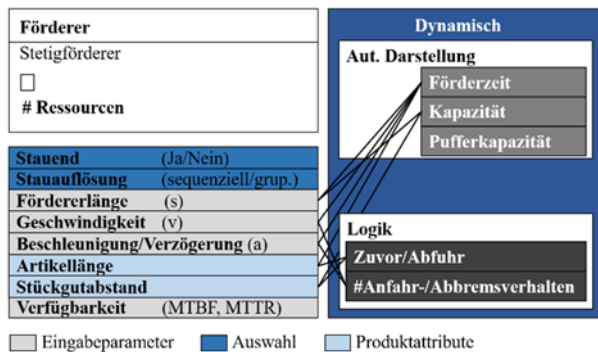 Förderer
Stetigförderer
# Ressourcen
Stauend (Ja/Nein)
Stauauflösung (sequenziell/grup.)
Fördererlänge (s)
Geschwindigkeit (v)
Beschleunigung/Verzögerung (a)
Artikellänge
Stückgutabstand
Verfügbarkeit (MTBF, MTTR)
Dynamisch
Aut. Darstellung
Förderzeit
Kapazität
Pufferkapazität
Logik
Zuvor/Abfuhr
#Anfahr-/Abbremsverhalten
Eingabeparameter Auswahl Produktattribute